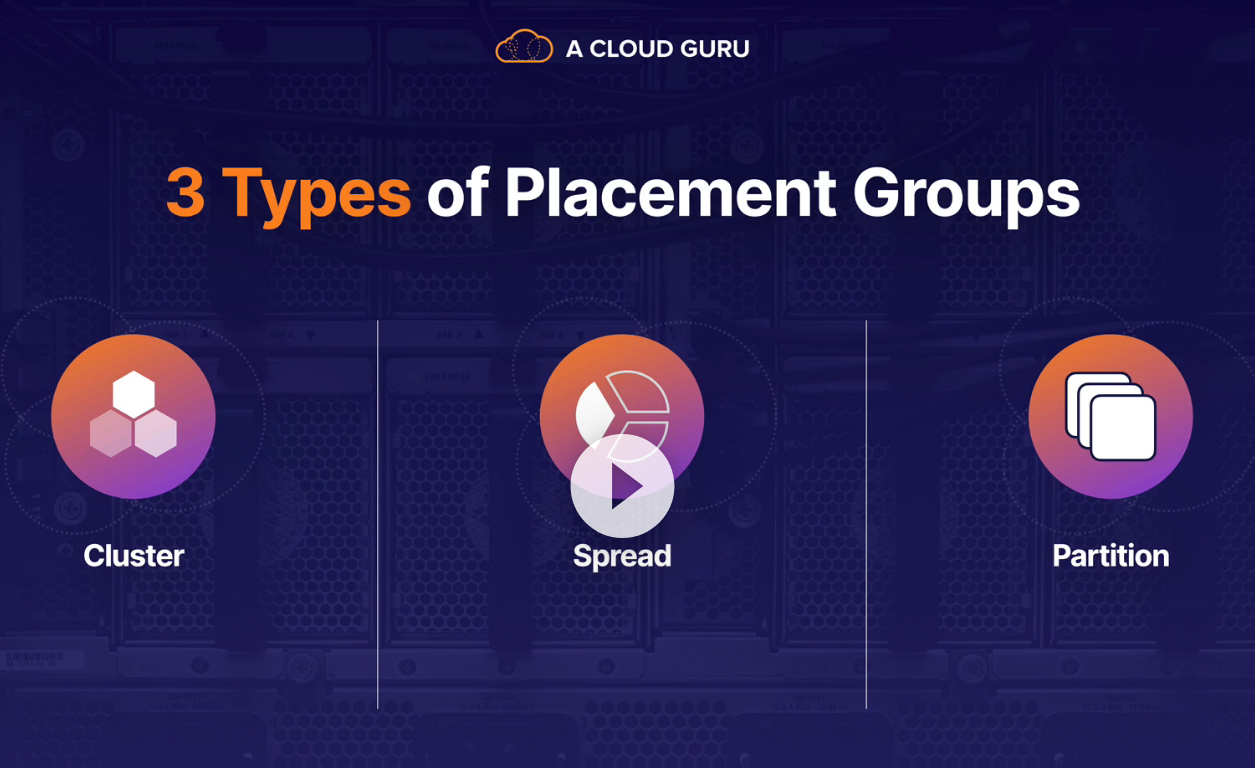 A CLOUD GURU
3 Types of Placement Groups
Cluster
Spread
Partition